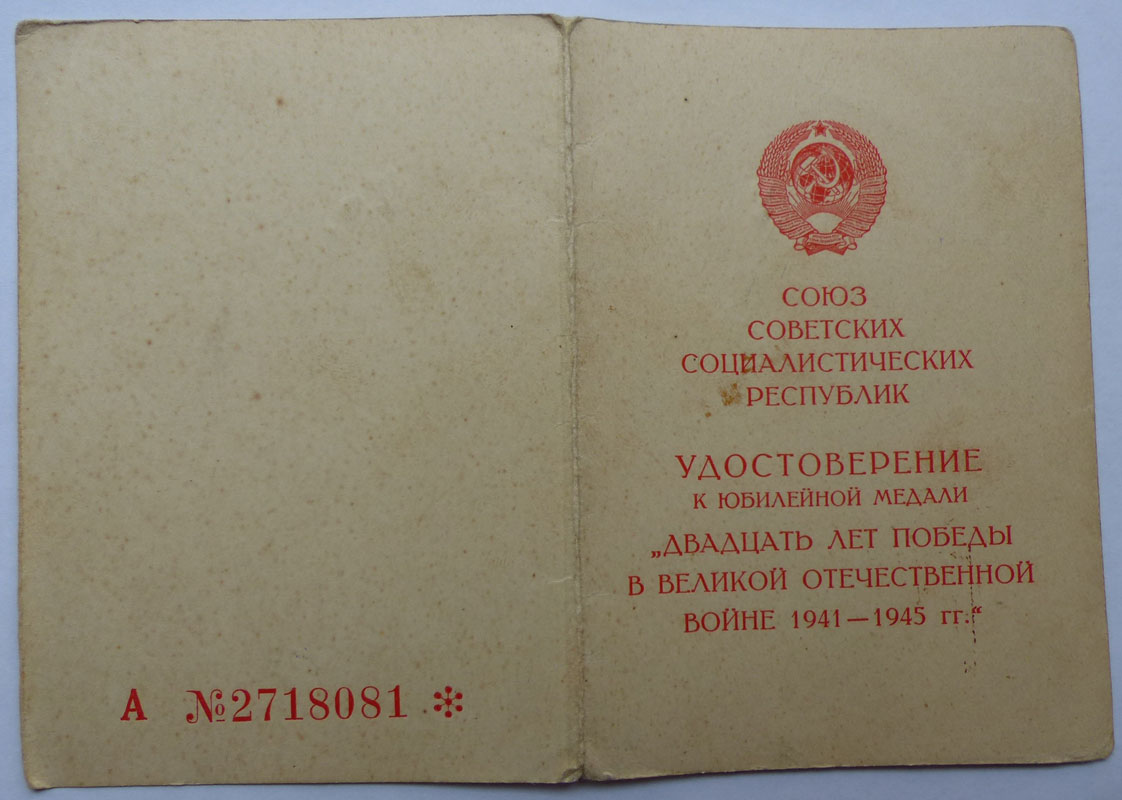 А №2718081 *
СОЮЗ
СОВЕТСКИХ
СОЦИАЛИСТИЧЕСКИХ
РЕСПУБЛИК
УДОСТОВЕРЕНИЕ
К ЮБИЛЕЙНОЙ МЕДАЛИ
„ДВАДЦАТЬ ЛЕТ ПОБЕДЫ
В ВЕЛИКОЙ ОТЕЧЕСТВЕННОЙ
ВОЙНЕ 1941—1945 гг.“